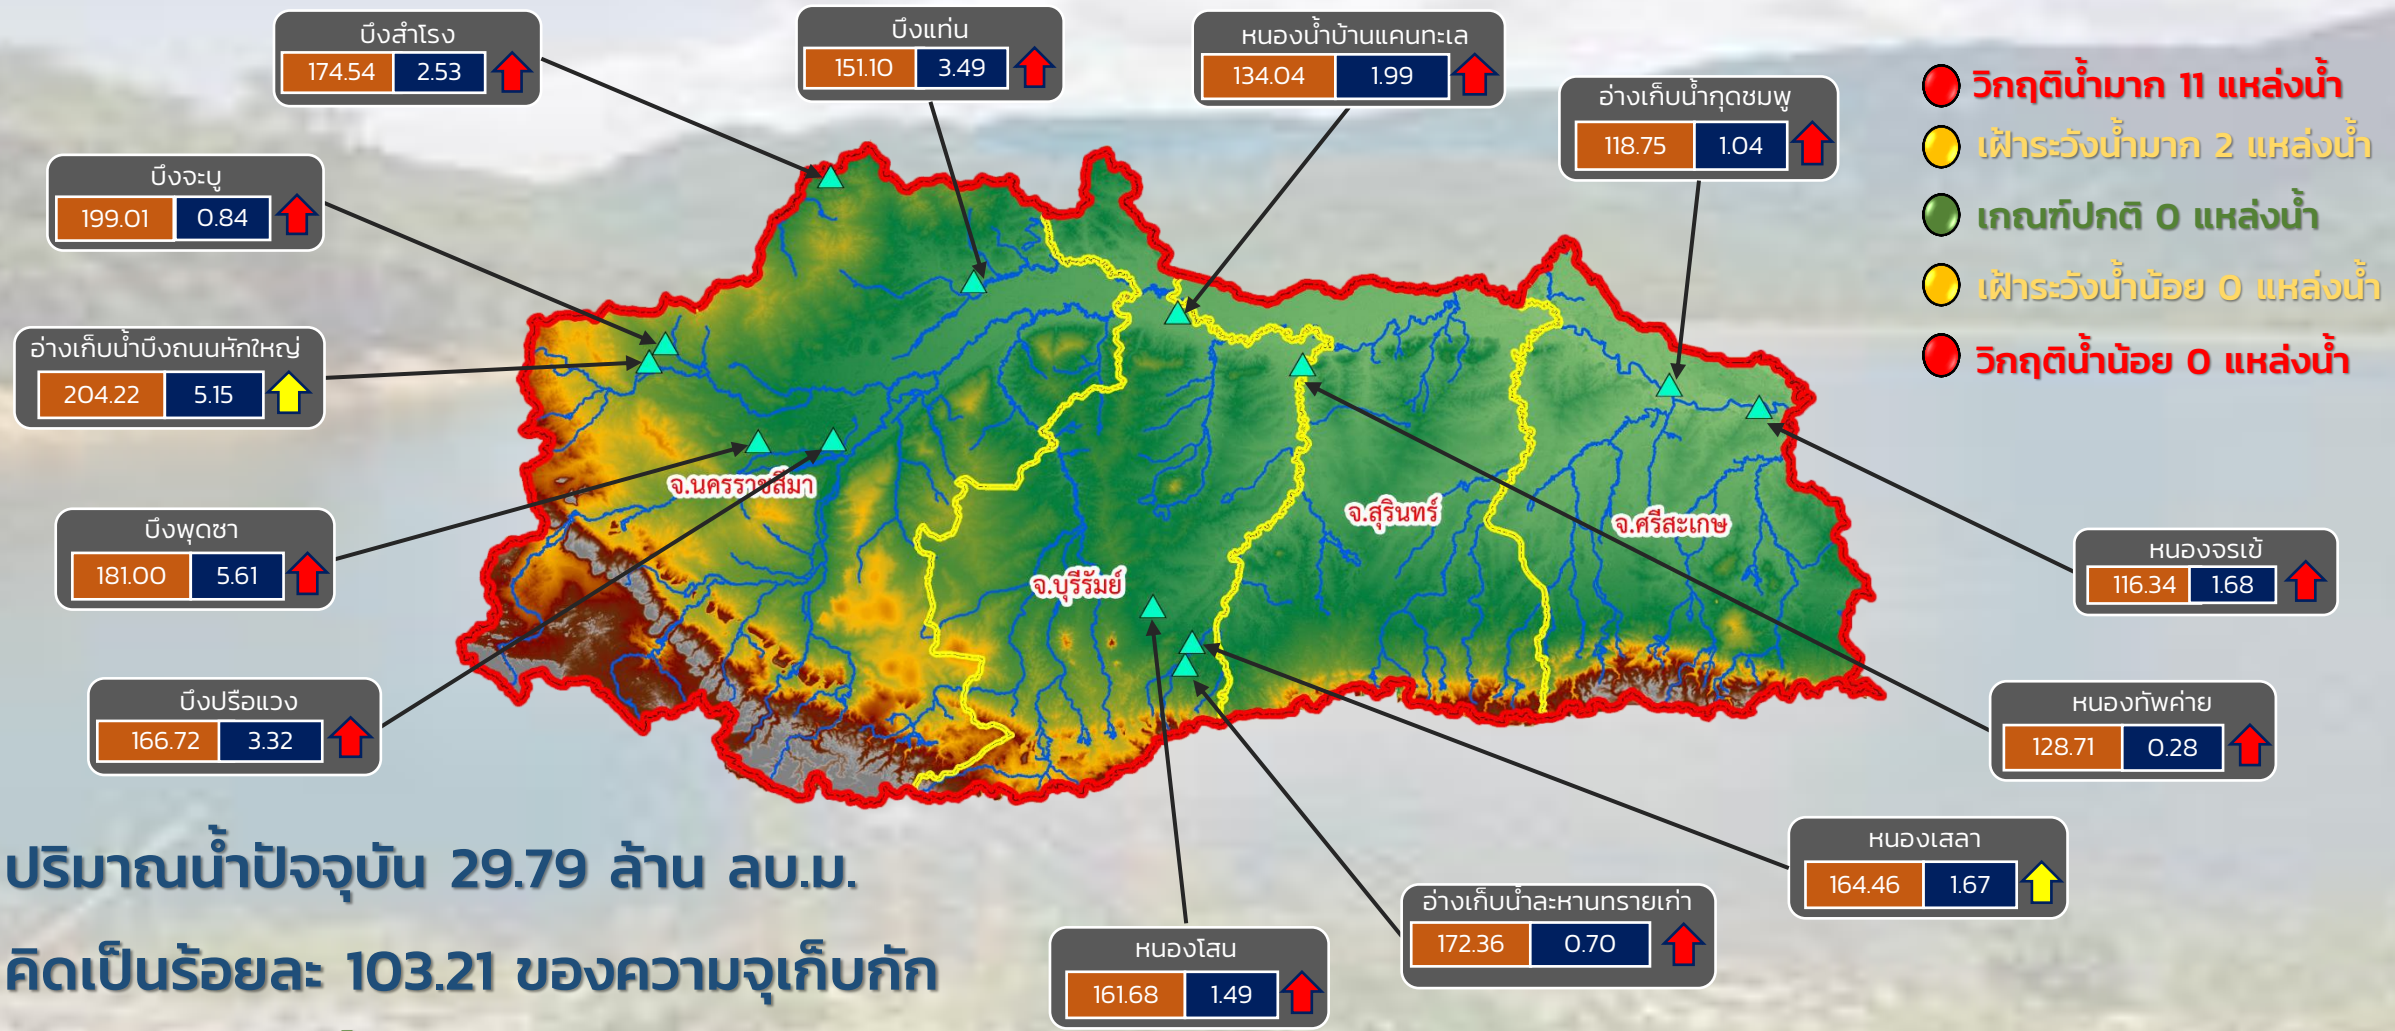 บึงสำโรง
174.54 2.53
บึงแท่น
151.10 3.49
หนองน้ำบ้านแคนทะเล
134.04 1.99
อ่างเก็บน้ำกุดชมพู
118.75 1.04
วิกฤติน้ำมาก 11 แหล่งน้ำ
เฝ้าระวังน้ำมาก 2 แหล่งน้ำ
เกณฑ์ปกติ 0 แหล่งน้ำ
เฝ้าระวังน้ำน้อย 0 แหล่งน้ำ
วิกฤติน้ำน้อย 0 แหล่งน้ำ
บึงจะบู
199.01 0.84
อ่างเก็บน้ำบึงถนนหักใหญ่
204.22 5.15
บึงพุดซา
181.00 5.61
บึงปรือแวง
166.72 3.32
จ.นครราชสีมา
จ.บุรีรัมย์
จ.สุรินทร์
จ.ศรีสะเกษ
หนองจรเข้
116.34 1.68
หนองทัพค่าย
128.71 0.28
หนองเสลา
164.46 1.67
อ่างเก็บน้ำละหานทรายเก่า
172.36 0.70
หนองโสน
161.68 1.49
ปริมาณน้ำปัจจุบัน 29.79 ล้าน ลบ.ม.
คิดเป็นร้อยละ 103.21 ของความจุเก็บกัก